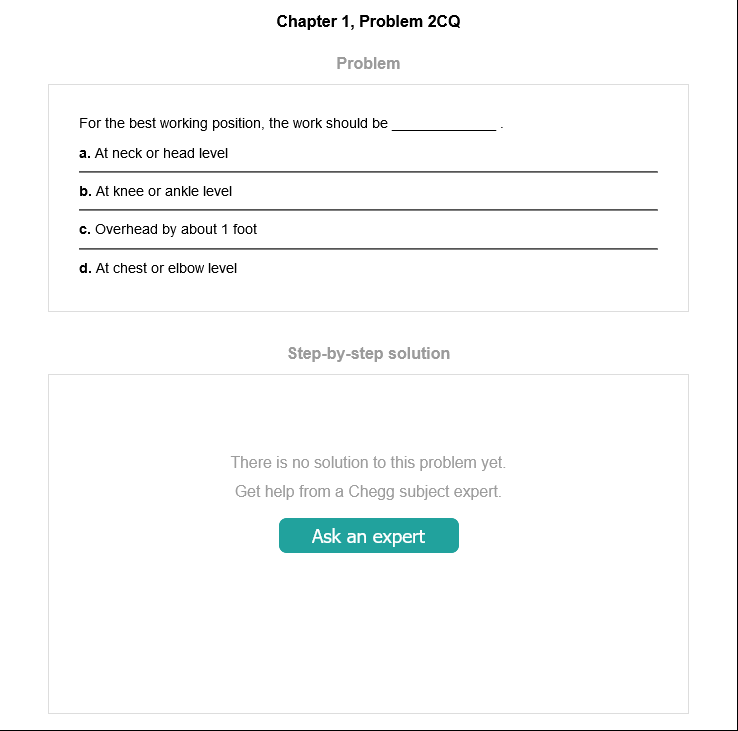 Chapter 1, Problem 2CQ
Problem
For the best working position, the work should be _____________ .
a. At neck or head level
b. At knee or ankle level
c. Overhead by about 1 foot
d. At chest or elbow level
Step-by-step solution
There is no solution to this problem yet.
Get help from a Chegg subject expert.
Ask an expert